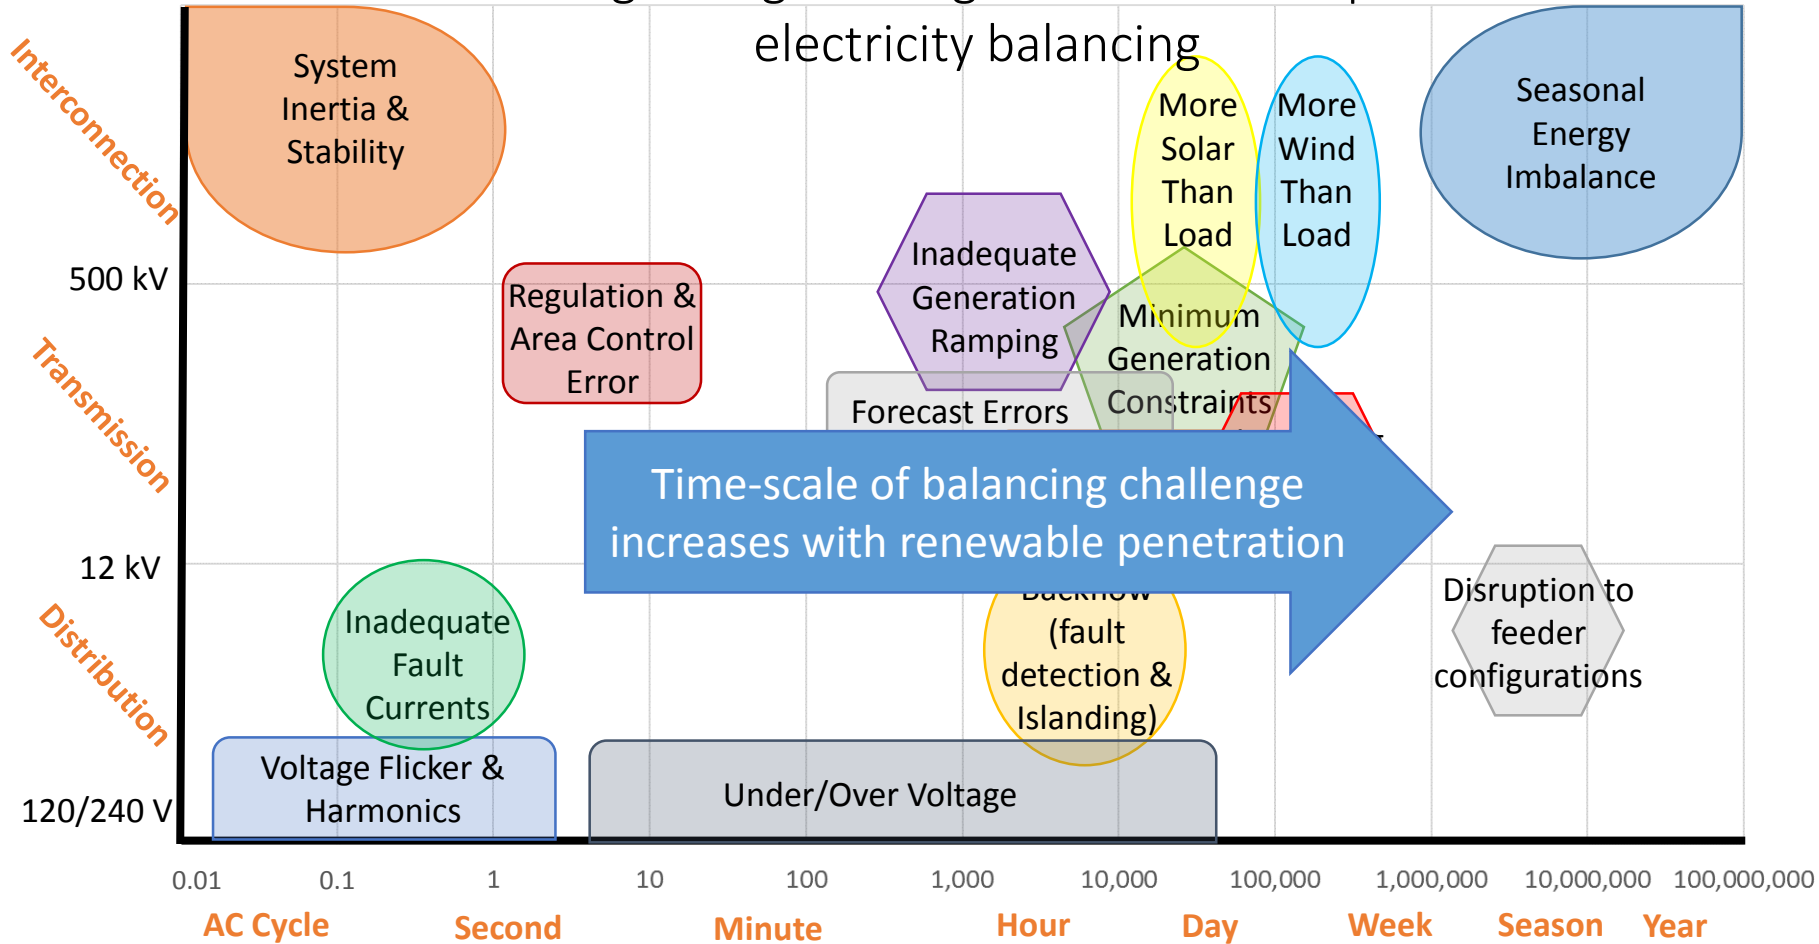 electricity balancing
Interconnection
System
Inertia &
Stability
More
Solar
Than
Load
More
Wind
Than
Load
Seasonal
Energy
Imbalance
500 kV
Regulation &
Area Control
Error
Inadequate
Generation
Ramping
Minimum
Generation
Constraints
Forecast Errors
Transmission
Time-scale of balancing challenge
increases with renewable penetration
12 kV
Distribution
Inadequate
Fault
Currents
Backflow
(fault
detection &
Islanding)
Disruption to
feeder
configurations
Voltage Flicker &
Harmonics
Under/Over Voltage
120/240 V
0.01 0.1 1 10 100 1,000 10,000 100,000 1,000,000 10,000,000 100,000,000
AC Cycle Second Minute Hour Day Week Season Year